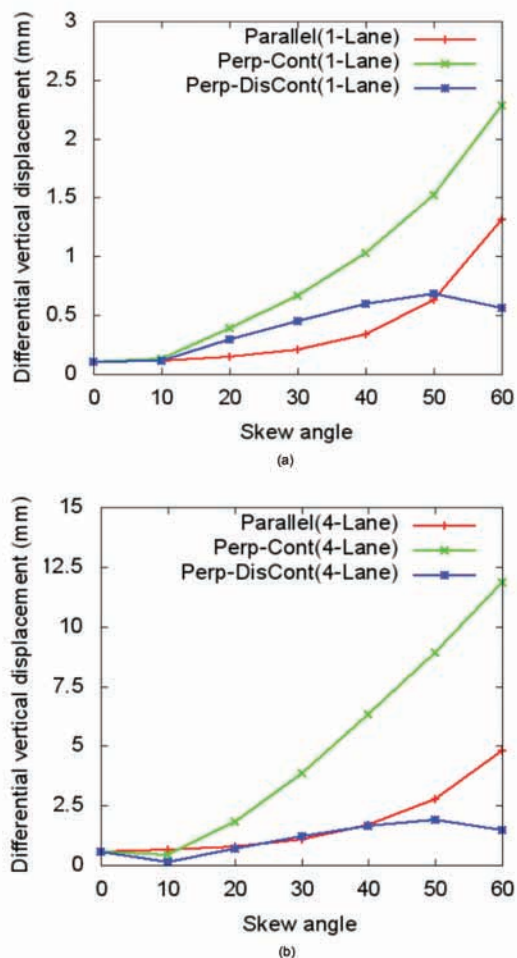 Differential vertical displacement (mm)
3
2.5
2
1.5
1
0.5
0
Parallel(1-Lane)
Perp-Cont(1-Lane)
Perp-DisCont(1-Lane)
0 10 20 30 40 50 60
Skew angle
(a)
Differential vertical displacement (mm)
15
12.5
10
7.5
5
2.5
0
Parallel(4-Lane)
Perp-Cont(4-Lane)
Perp-DisCont(4-Lane)
0 10 20 30 40 50 60
Skew angle
(b)